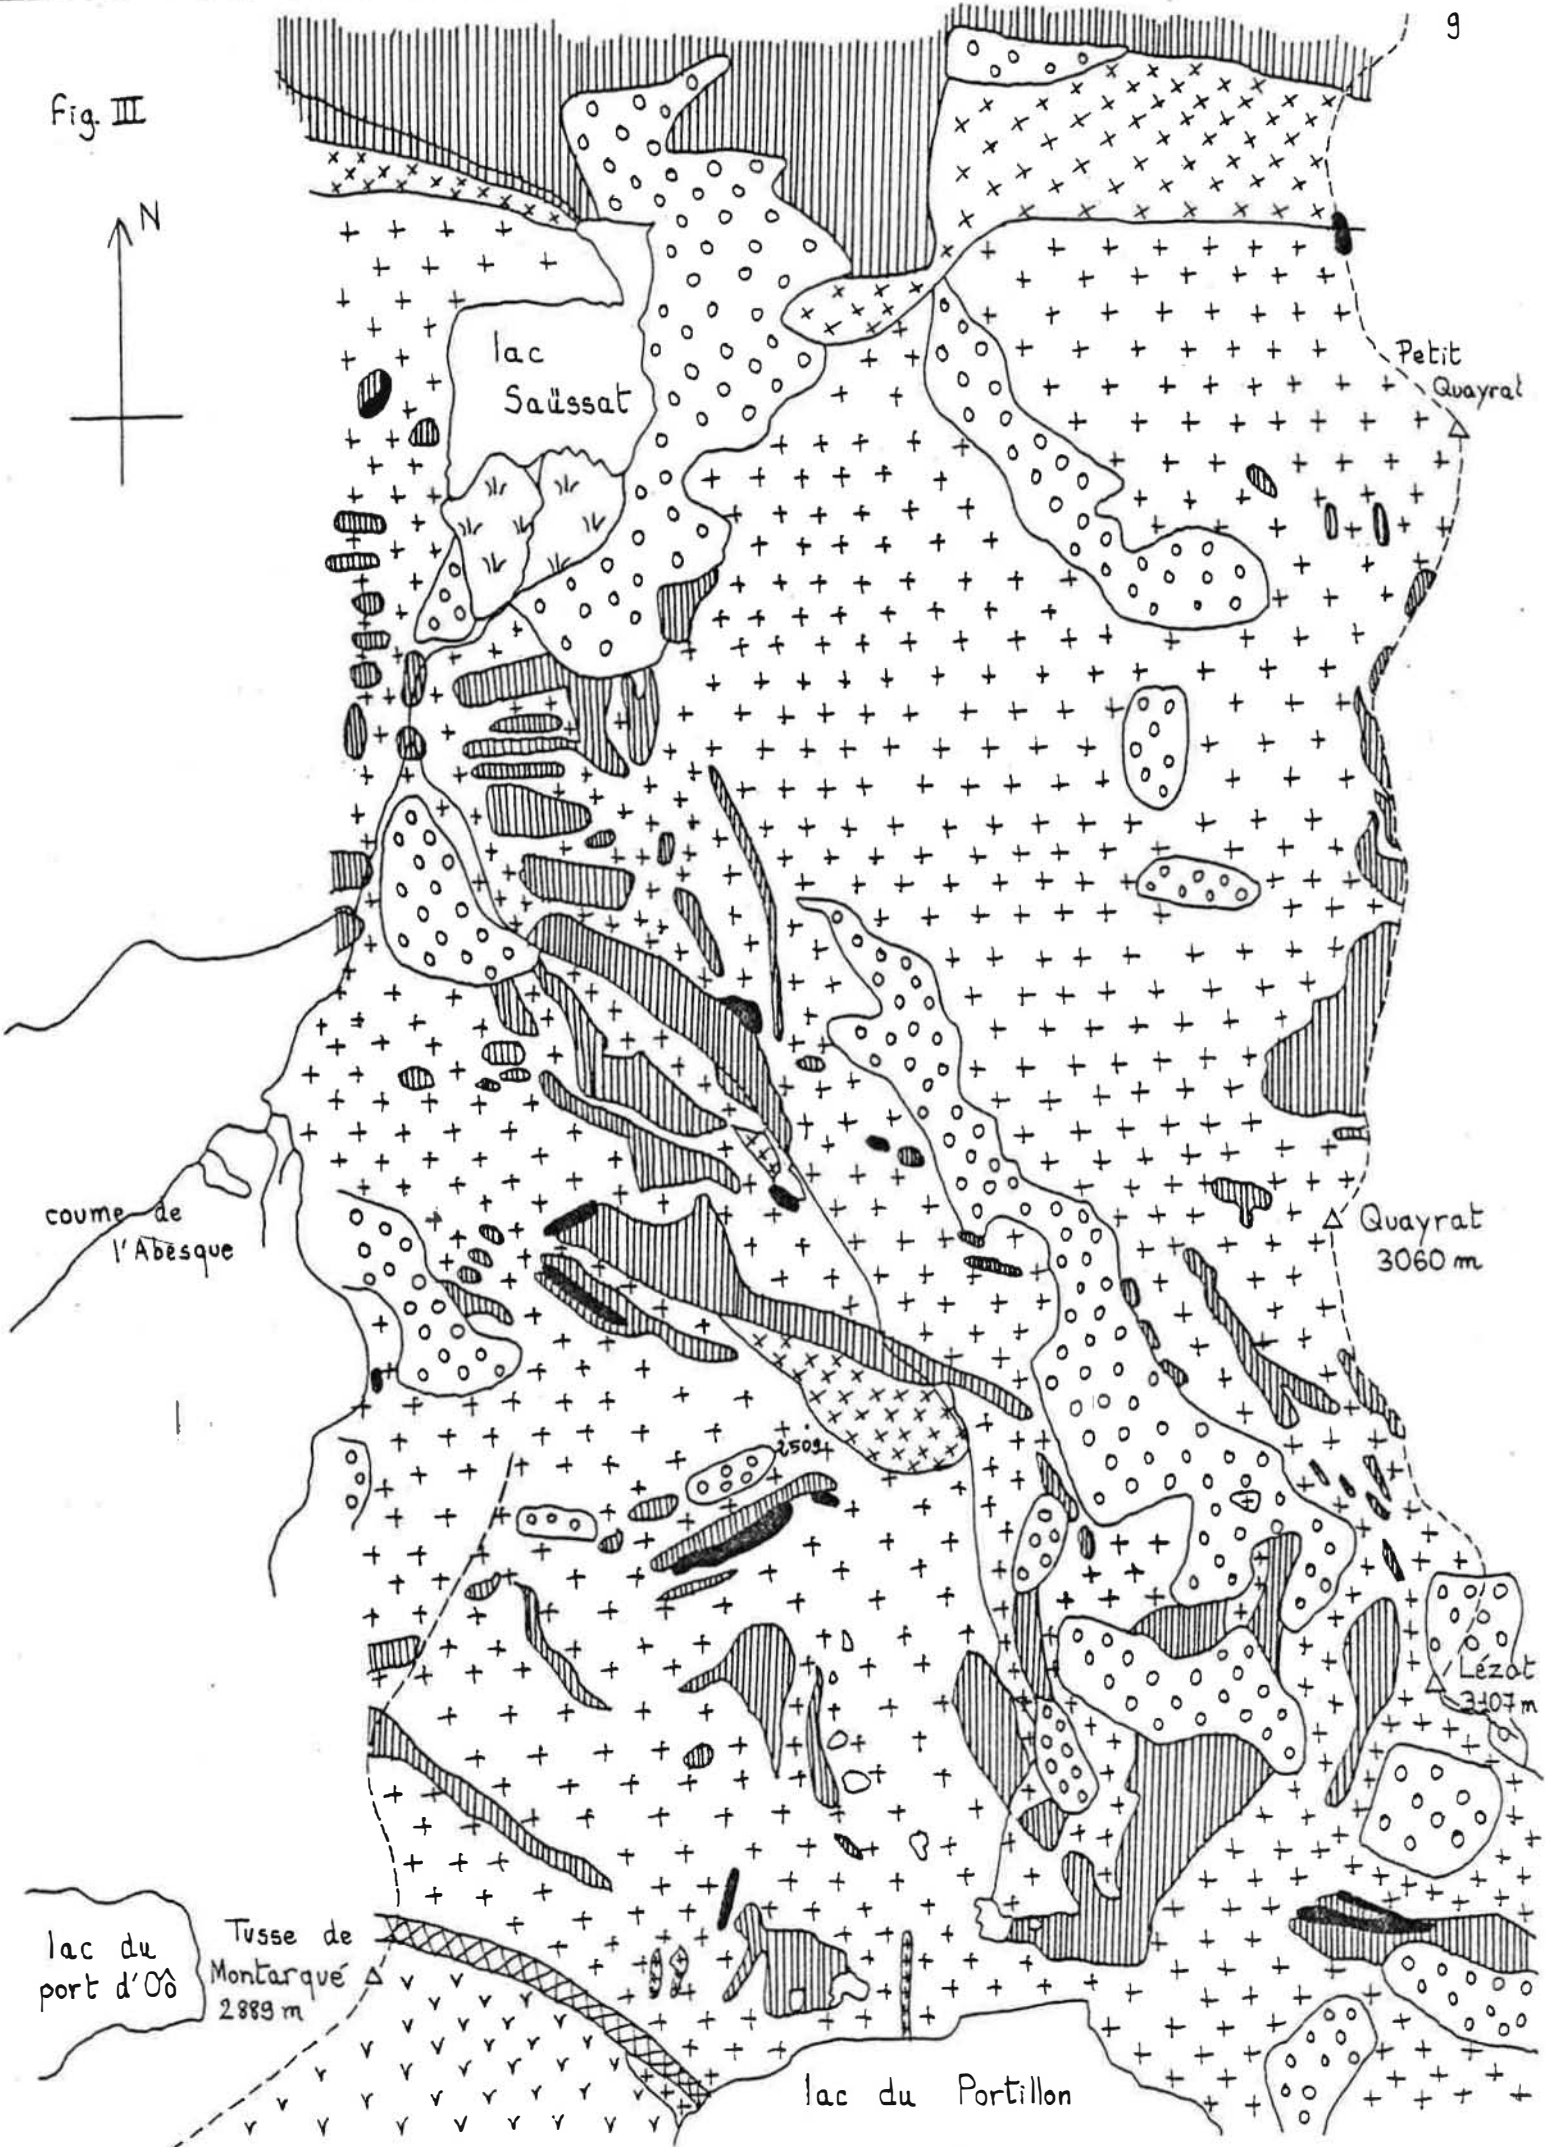 9
Fig. III
N
lac
Saüssat
Petit
Quayrat
coume de
l'Abesque
Quayrat
3060 m
2509
Lézat
3107 m
lac du
port d'Oô
Tusse de
Montarqué
2889 m
lac du Portillon